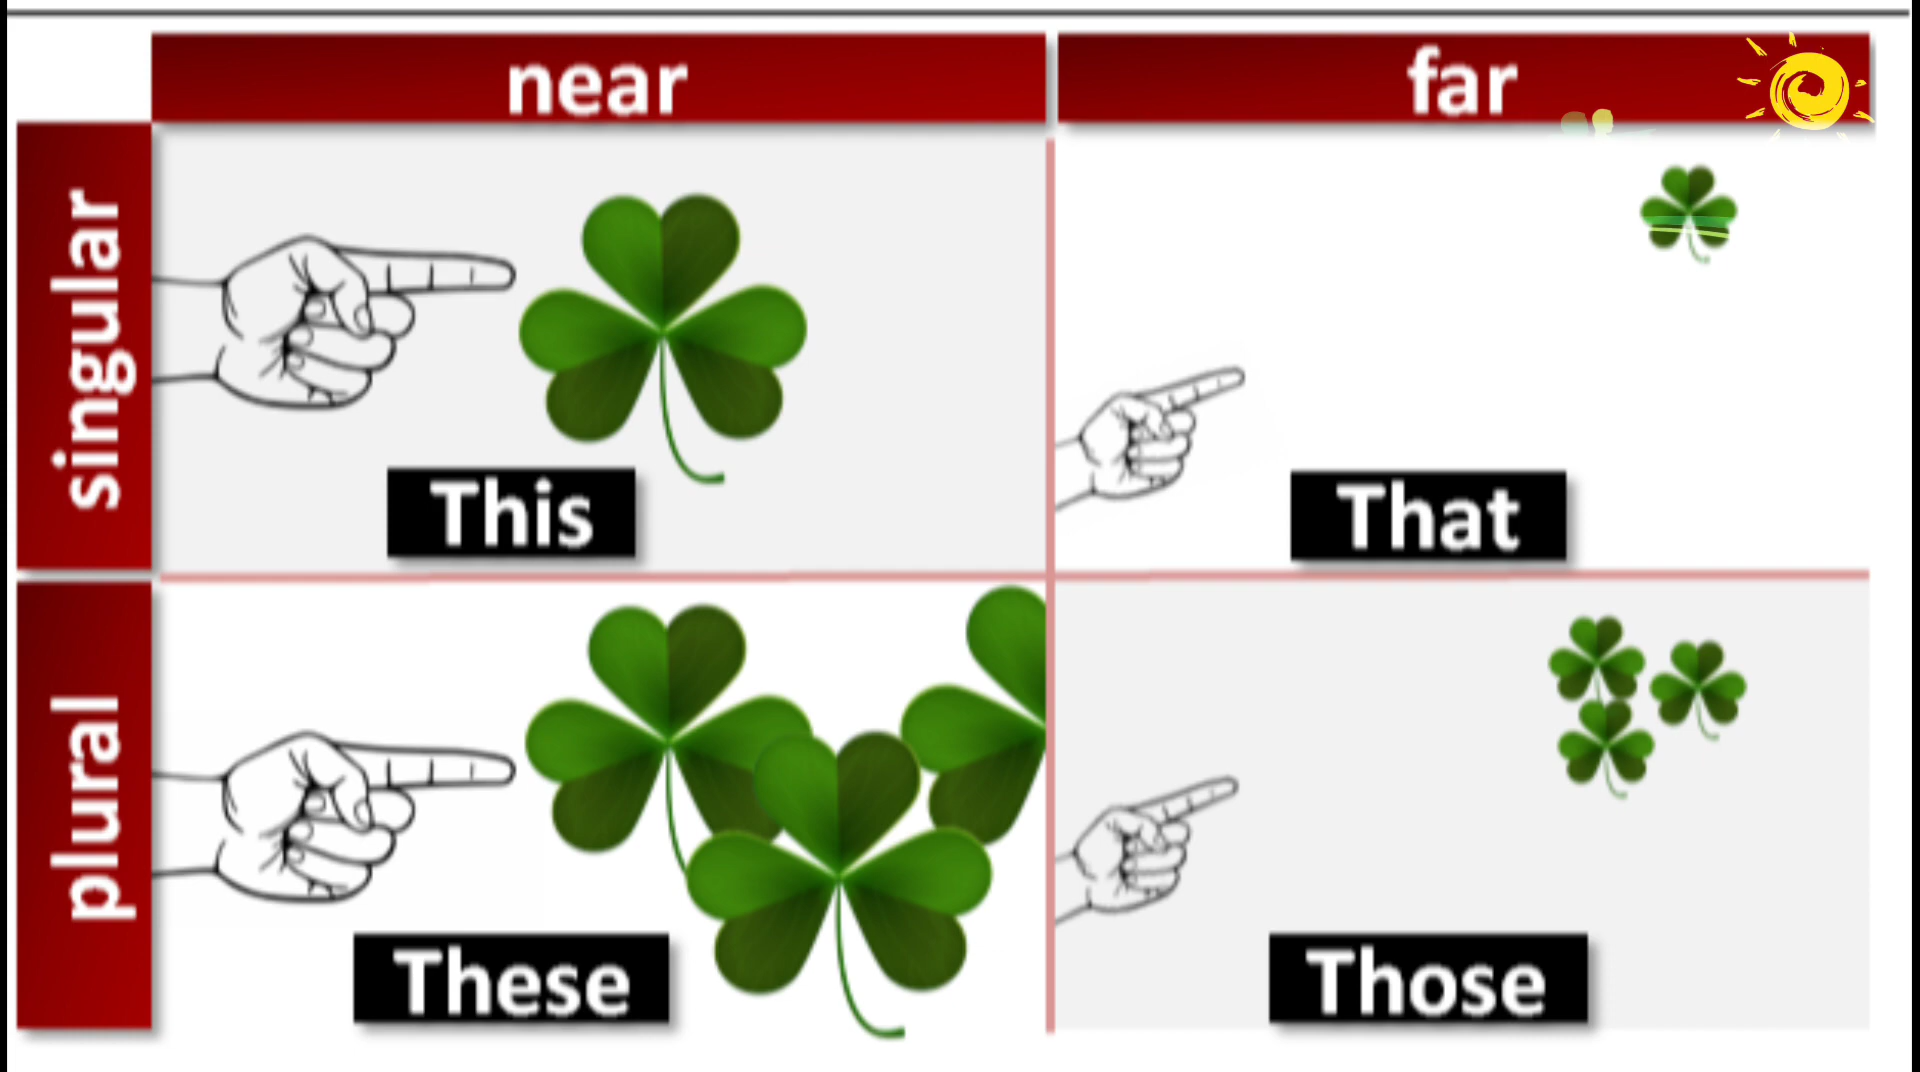 near
far
singular
This
That
plural
These
Those